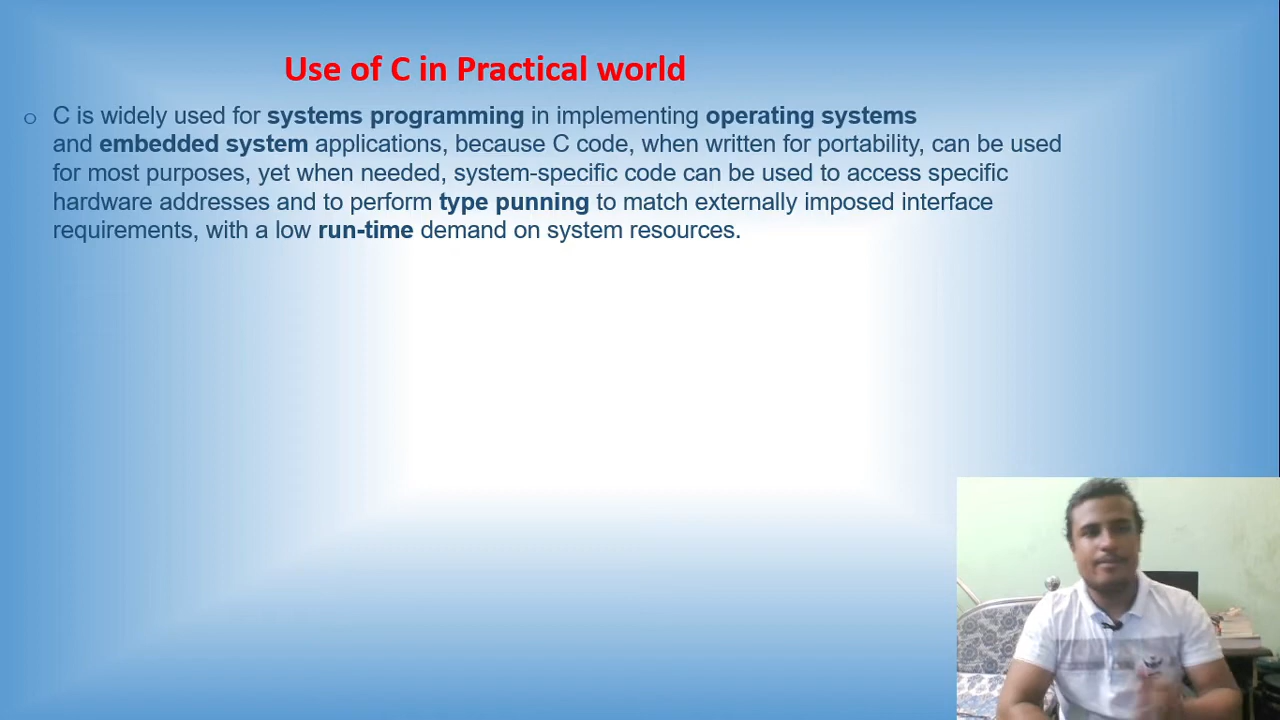 Use of C in Practical world
o C is widely used for systems programming in implementing operating systems
and embedded system applications, because C code, when written for portability, can be used
for most purposes, yet when needed, system-specific code can be used to access specific
hardware addresses and to perform type punning to match externally imposed interface
requirements, with a low run-time demand on system resources.